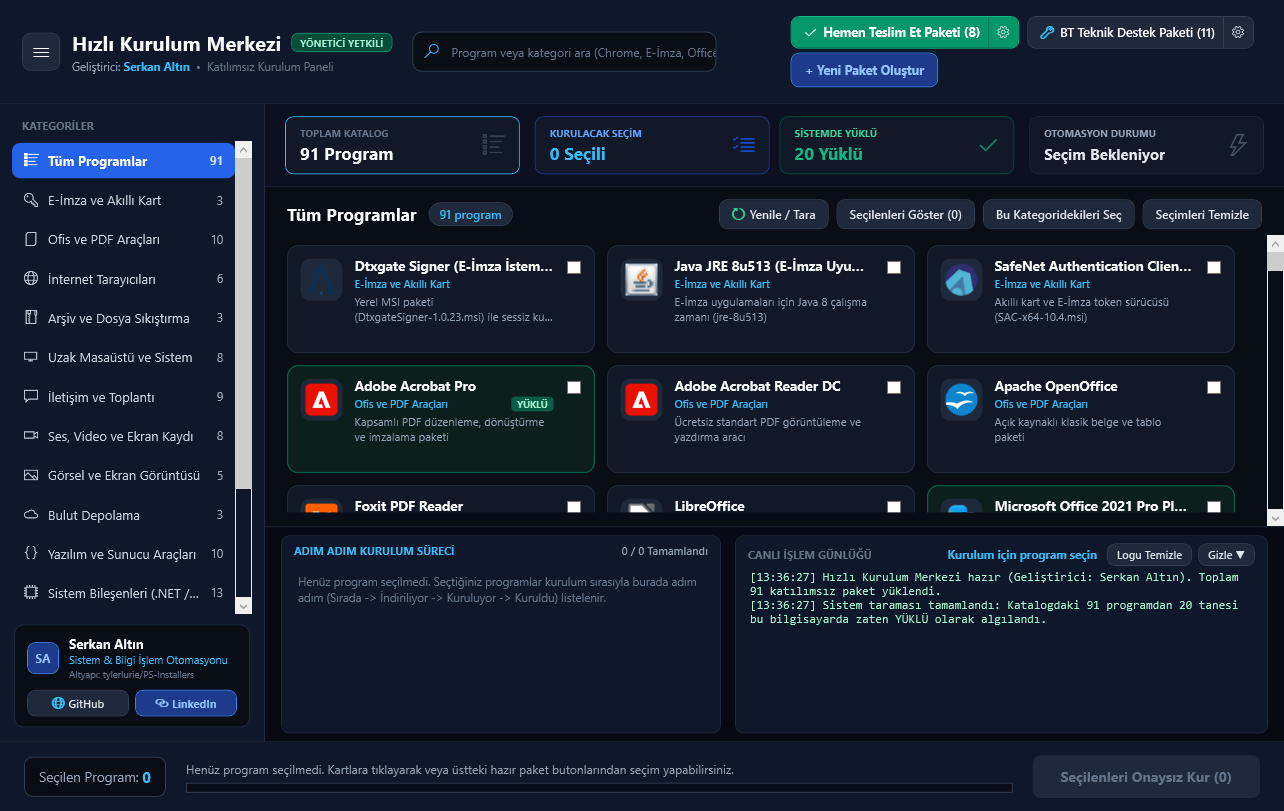 Hızlı Kurulum Merkezi
YÖNETİCİ YETKİLİ
Geliştirici: Serkan Altın • Katılımsız Kurulum Paneli
Program veya kategori ara (Chrome, E-İmza, Office
Hemen Teslim Et Paketi (8)
BT Teknik Destek Paketi (11)
+ Yeni Paket Oluştur
KATEGORİLER
Tüm Programlar 91
E-İmza ve Akıllı Kart 3
Ofis ve PDF Araçları 10
İnternet Tarayıcıları 6
Arşiv ve Dosya Sıkıştırma 3
Uzak Masaüstü ve Sistem 8
İletişim ve Toplantı 9
Ses, Video ve Ekran Kaydı 8
Görsel ve Ekran Görüntüsü 5
Bulut Depolama 3
Yazılım ve Sunucu Araçları 10
Sistem Bileşenleri (.NET /... 13
SA
Serkan Altın
Sistem & Bilgi İşlem Otomasyonu
Altyapı: tylerlurie/PS-Installers
GitHub
LinkedIn
TOPLAM KATALOG
91 Program
KURULACAK SEÇİM
0 Seçili
SİSTEMDE YÜKLÜ
20 Yüklü
OTOMASYON DURUMU
Seçim Bekleniyor
Tüm Programlar
91 program
Yenile / Tara
Seçilenleri Göster (0)
Bu Kategoridekileri Seç
Seçimleri Temizle
Dtxgate Signer (E-İmza İstem...
E-İmza ve Akıllı Kart
Yerel MSI paketi
(DtxgateSigner-1.0.23.msi) ile sessiz ku...
Java JRE 8u513 (E-İmza Uyu...
E-İmza ve Akıllı Kart
E-İmza uygulamaları için Java 8 çalışma
zamanı (jre-8u513)
SafeNet Authentication Clien...
E-İmza ve Akıllı Kart
Akıllı kart ve E-İmza token sürücüsü
(SAC-x64-10.4.msi)
Adobe Acrobat Pro
Ofis ve PDF Araçları
YÜKLÜ
Kapsamlı PDF düzenleme, dönüştürme
ve imzalama paketi
Adobe Acrobat Reader DC
Ofis ve PDF Araçları
Ücretsiz standart PDF görüntüleme ve
yazdırma aracı
Apache OpenOffice
Ofis ve PDF Araçları
Açık kaynaklı klasik belge ve tablo
paketi
Foxit PDF Reader
LibreOffice
Microsoft Office 2021 Pro Pl...
ADIM ADIM KURULUM SÜRECİ
0 / 0 Tamamlandı
Henüz program seçilmedi. Seçtiğiniz programlar kurulum sırasıyla burada adım
adım (Sırada -> İndiriliyor -> Kuruluyor -> Kuruldu) listelenir.
CANLI İŞLEM GÜNLÜĞÜ
Kurulum için program seçin
Logu Temizle
Gizle ▼
[13:36:27] Hızlı Kurulum Merkezi hazır (Geliştirici: Serkan Altın). Toplam
91 katılımsız paket yüklendi.
[13:36:27] Sistem taraması tamamlandı: Katalogdaki 91 programdan 20 tanesi
bu bilgisayarda zaten YÜKLÜ olarak algılandı.
Seçilen Program: 0
Henüz program seçilmedi. Kartlara tıklayarak veya üstteki hazır paket butonlarından seçim yapabilirsiniz.
Seçilenleri Onaysız Kur (0)